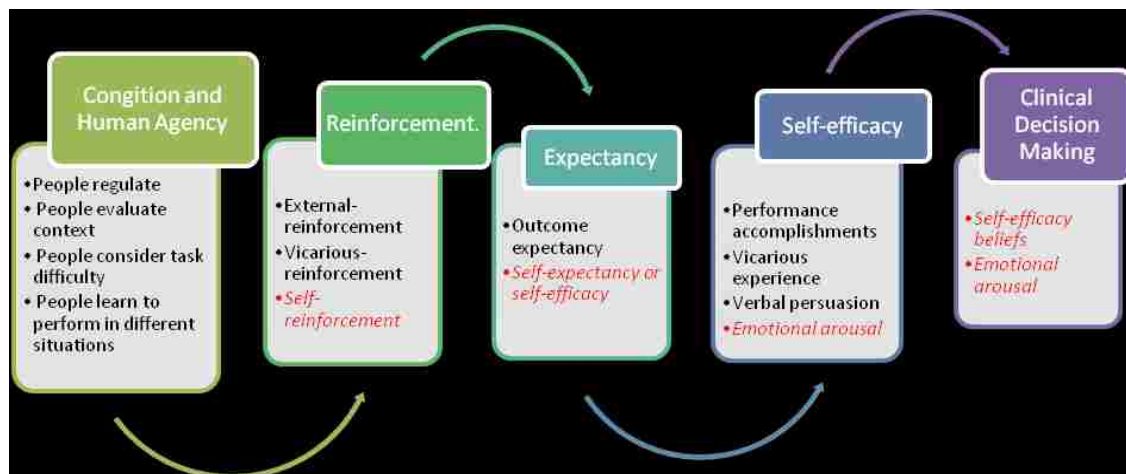 Congition and
Human Agency
•People regulate
• People evaluate
context
•People consider task
difficulty
•People learn to
perform in different
situations
Reinforcement.
•External-
reinforcement
•Vicarious-
reinforcement
•Self-
reinforcement
Expectancy
•Outcome
expectancy
•Self-expectancy or
self-efficacy
Self-efficacy
•Performance
accomplishments
•Vicarious
experience
•Verbal persuasion
•Emotional arousal
Clinical
Decision
Making
•Self-efficacy
beliefs
•Emotional
arousal